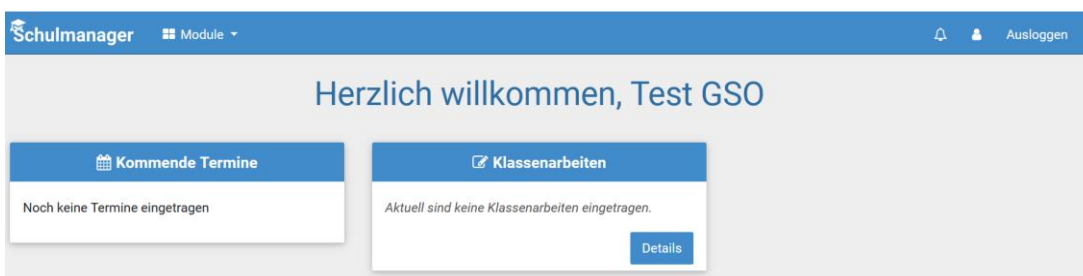 Schulmanager Module Ausloggen
Herzlich willkommen, Test GSO
Kommende Termine
Noch keine Termine eingetragen
Klassenarbeiten
Aktuell sind keine Klassenarbeiten eingetragen.
Details